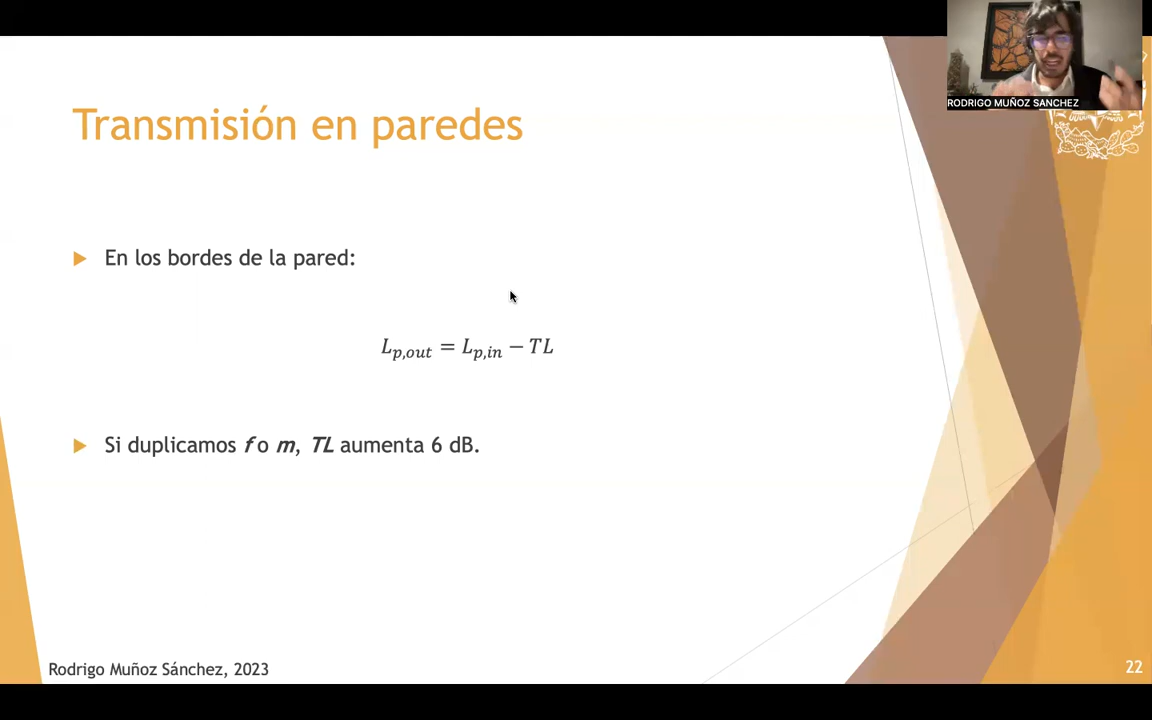 RODRIGO MUÑOZ SANCHEZ
Transmisión en paredes
En los bordes de la pared:
L_{p,out} = L_{p,in} − TL
Si duplicamos f o m, TL aumenta 6 dB.
Rodrigo Muñoz Sánchez, 2023
22